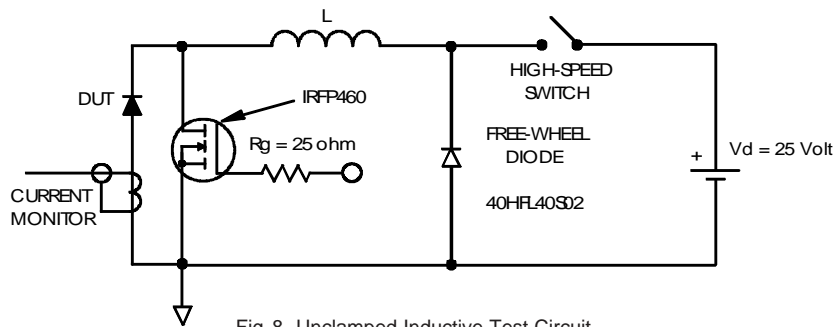 L
HIGH-SPEED
SWITCH
DUT
IRFP460
Rg = 25 ohm
FREE-WHEEL
DIODE
+
Vd = 25 Volt
40HFL40S02
CURRENT
MONITOR
Fig. 8 - Unclamped Inductive Test Circuit